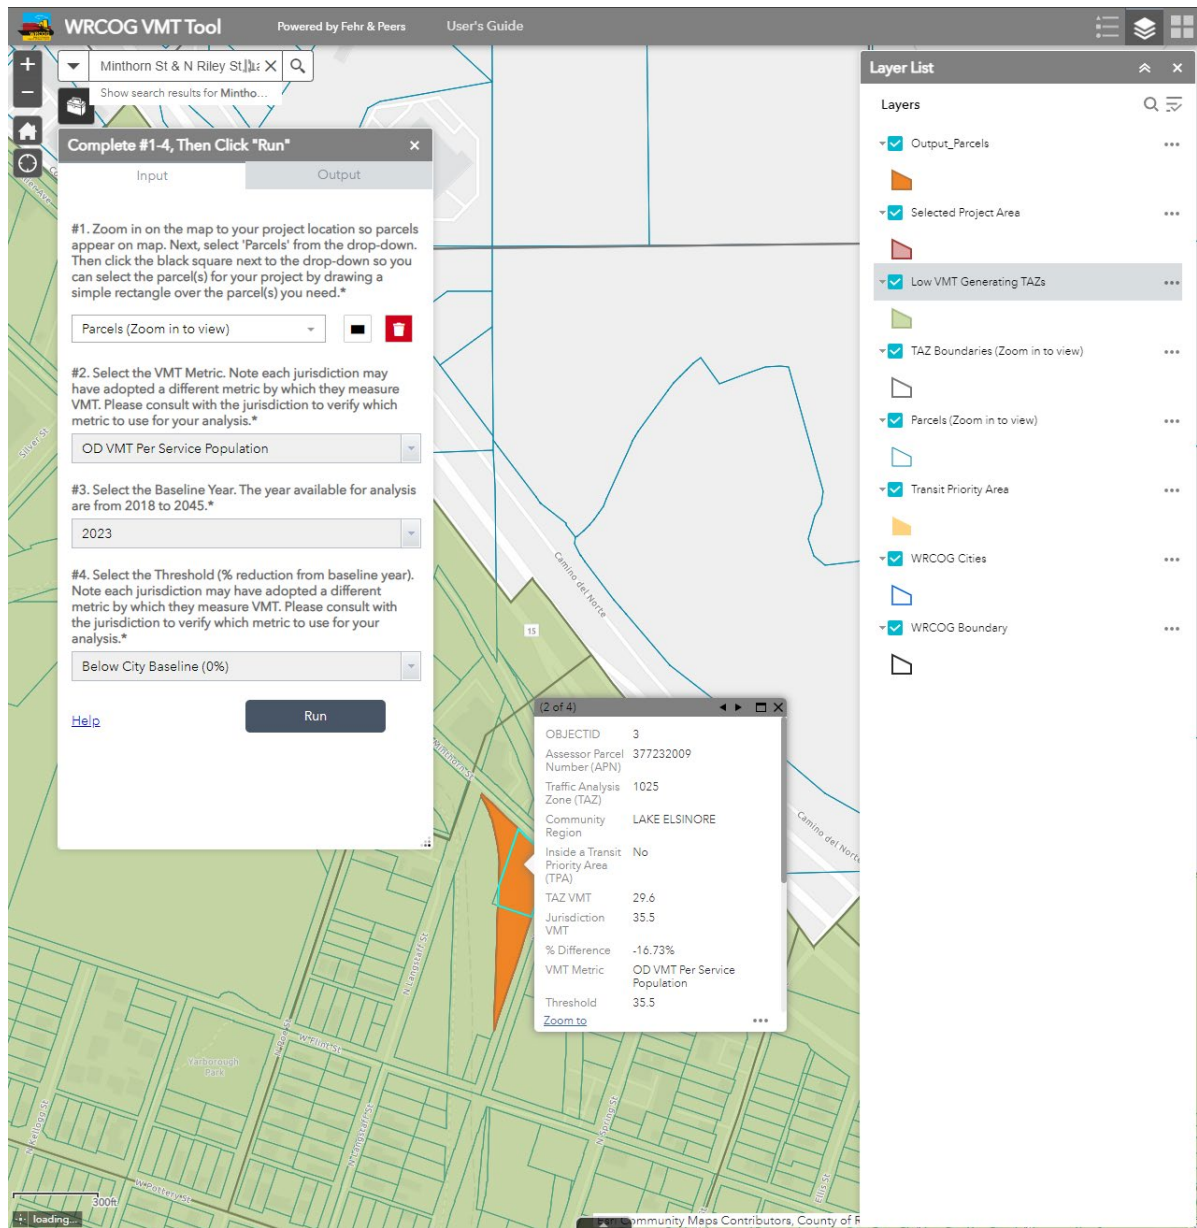 WRCOG VMT Tool Powered by Fehr & Peers User's Guide
Minthorn St & N Riley St,
Show search results for Mintho...
Complete #1-4, Then Click "Run"
Input Output
#1. Zoom in on the map to your project location so parcels
appear on map. Next, select 'Parcels' from the drop-down.
Then click the black square next to the drop-down so you
can select the parcel(s) for your project by drawing a
simple rectangle over the parcel(s) you need.*
Parcels (Zoom in to view)
#2. Select the VMT Metric. Note each jurisdiction may
have adopted a different metric by which they measure
VMT. Please consult with the jurisdiction to verify which
metric to use for your analysis.*
OD VMT Per Service Population
#3. Select the Baseline Year. The year available for analysis
are from 2018 to 2045.*
2023
#4. Select the Threshold (% reduction from baseline year).
Note each jurisdiction may have adopted a different
metric by which they measure VMT. Please consult with
the jurisdiction to verify which metric to use for your
analysis.*
Below City Baseline (0%)
Help
Run
Silver St
Camino del Norte
15
Minthorn St
Camino del Norte
(2 of 4)
OBJECTID 3
Assessor Parcel 377232009
Number (APN)
Traffic Analysis 1025
Zone (TAZ)
Community LAKE ELSINORE
Region
Inside a Transit No
Priority Area
(TPA)
TAZ VMT 29.6
Jurisdiction 35.5
VMT
% Difference -16.73%
VMT Metric OD VMT Per Service
Population
Threshold 35.5
Zoom to
N Langstaff St
N Poe St
W Flint St
Yarborough
Park
N Kellogg St
N Langstaff St
N Spring St
Ellis St
W Pottery St
300ft
loading...
Esri Community Maps Contributors, County of R
Layer List
Layers
Output_Parcels
Selected Project Area
Low VMT Generating TAZs
TAZ Boundaries (Zoom in to view)
Parcels (Zoom in to view)
Transit Priority Area
WRCOG Cities
WRCOG Boundary